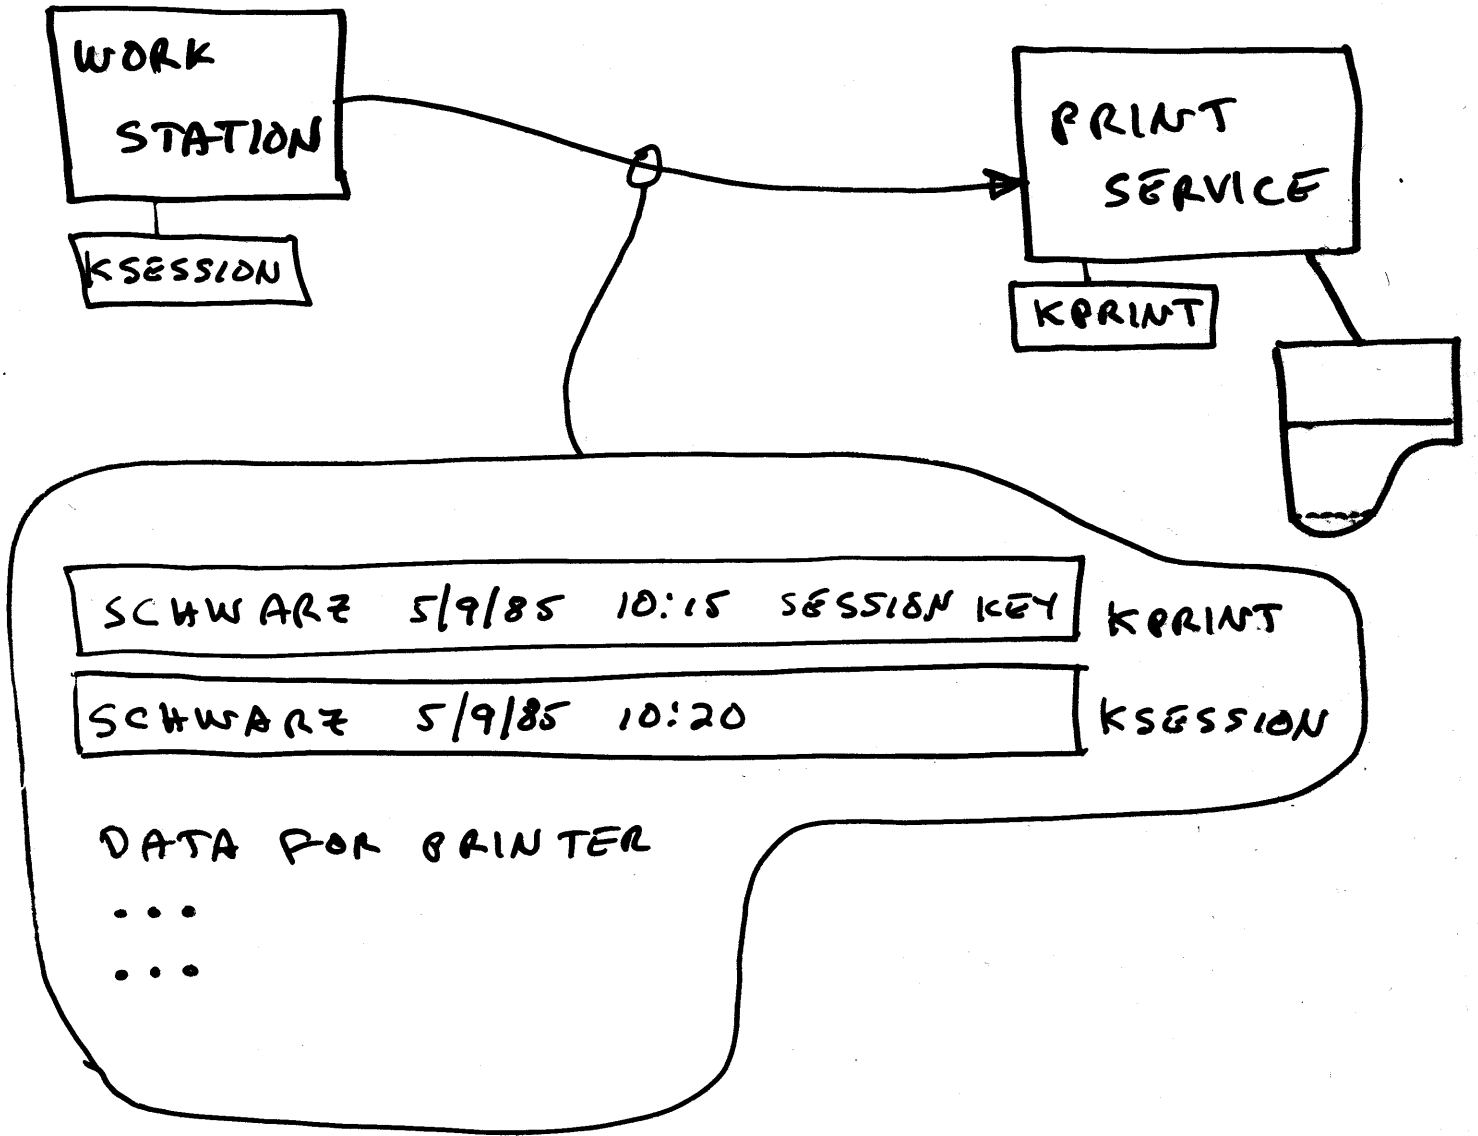 WORK
STATION
KSESSION
PRINT
SERVICE
KPRINT
SCHWARZ 5/9/85 10:15 SESSION KEY KPRINT
SCHWARZ 5/9/85 10:20 KSESSION
DATA FOR PRINTER
...
...